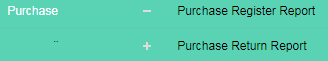 Purchase − Purchase Register Report
¨ + Purchase Return Report